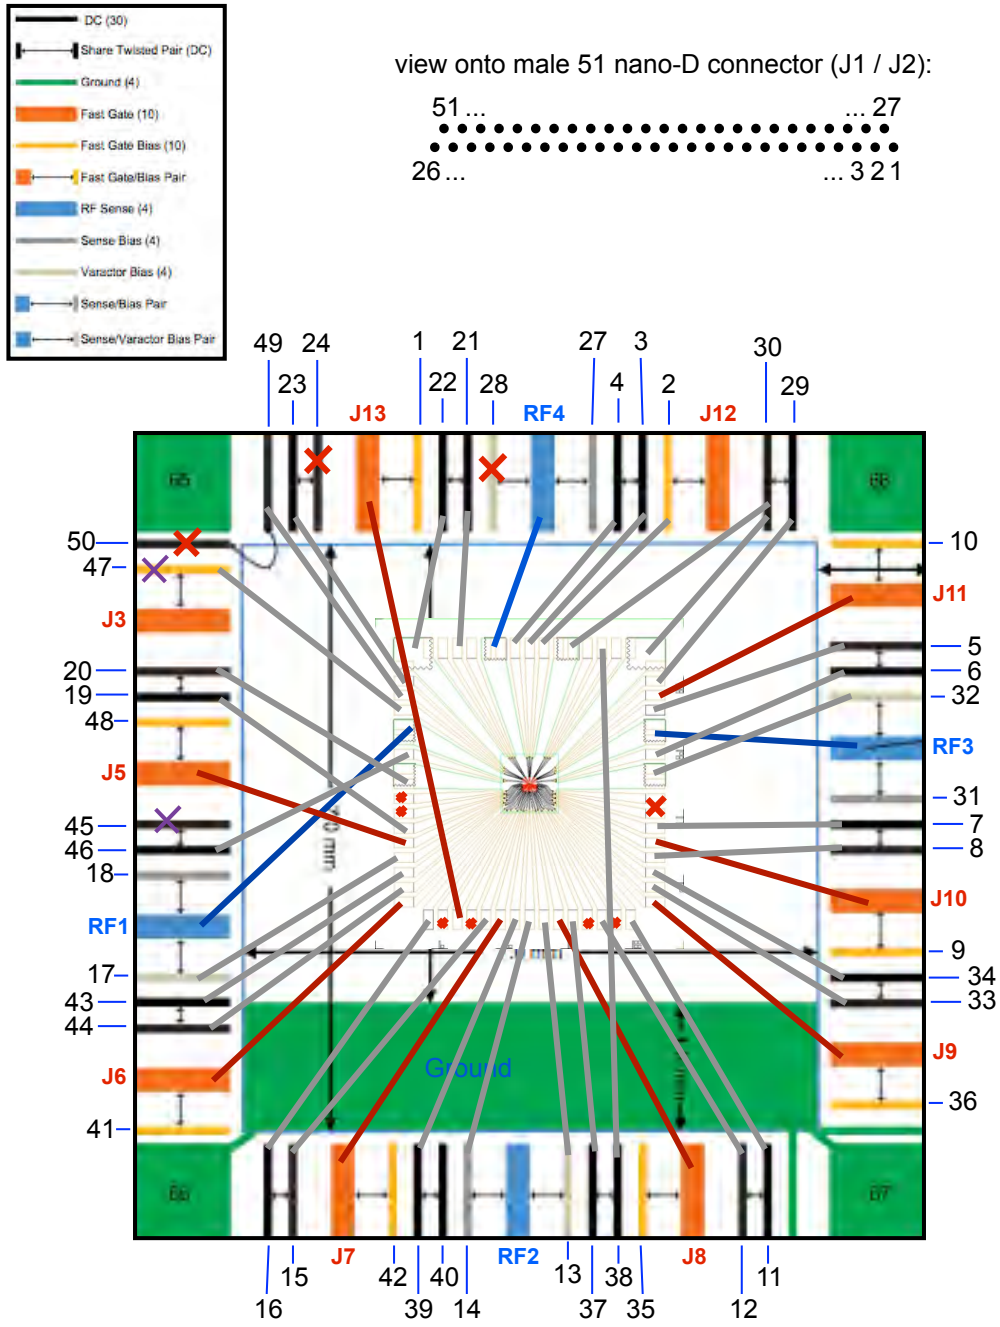 DC (30)
Share Twisted Pair (DC)
Ground (4)
Fast Gate (10)
Fast Gate Bias (10)
Fast Gate/Bias Pair
RF Sense (4)
Sense Bias (4)
Varactor Bias (4)
Sense/Bias Pair
Sense/Varactor Bias Pair
view onto male 51 nano-D connector (J1 / J2):
51 ... ... 27
26 ... ... 3 2 1
49 24 1 21 27 3 30
23 22 28 4 2 29
J13 RF4 J12
65 68
50 10
47
J3 J11
20 5
19 6
48 32
J5 RF3
31
45 7
46 8
18
RF1 J10
17 9
43 34
44 33
J6 J9
41 36
Ground
66 67
J7 RF2 J8
15 42 40 13 38 11
16 39 14 37 35 12